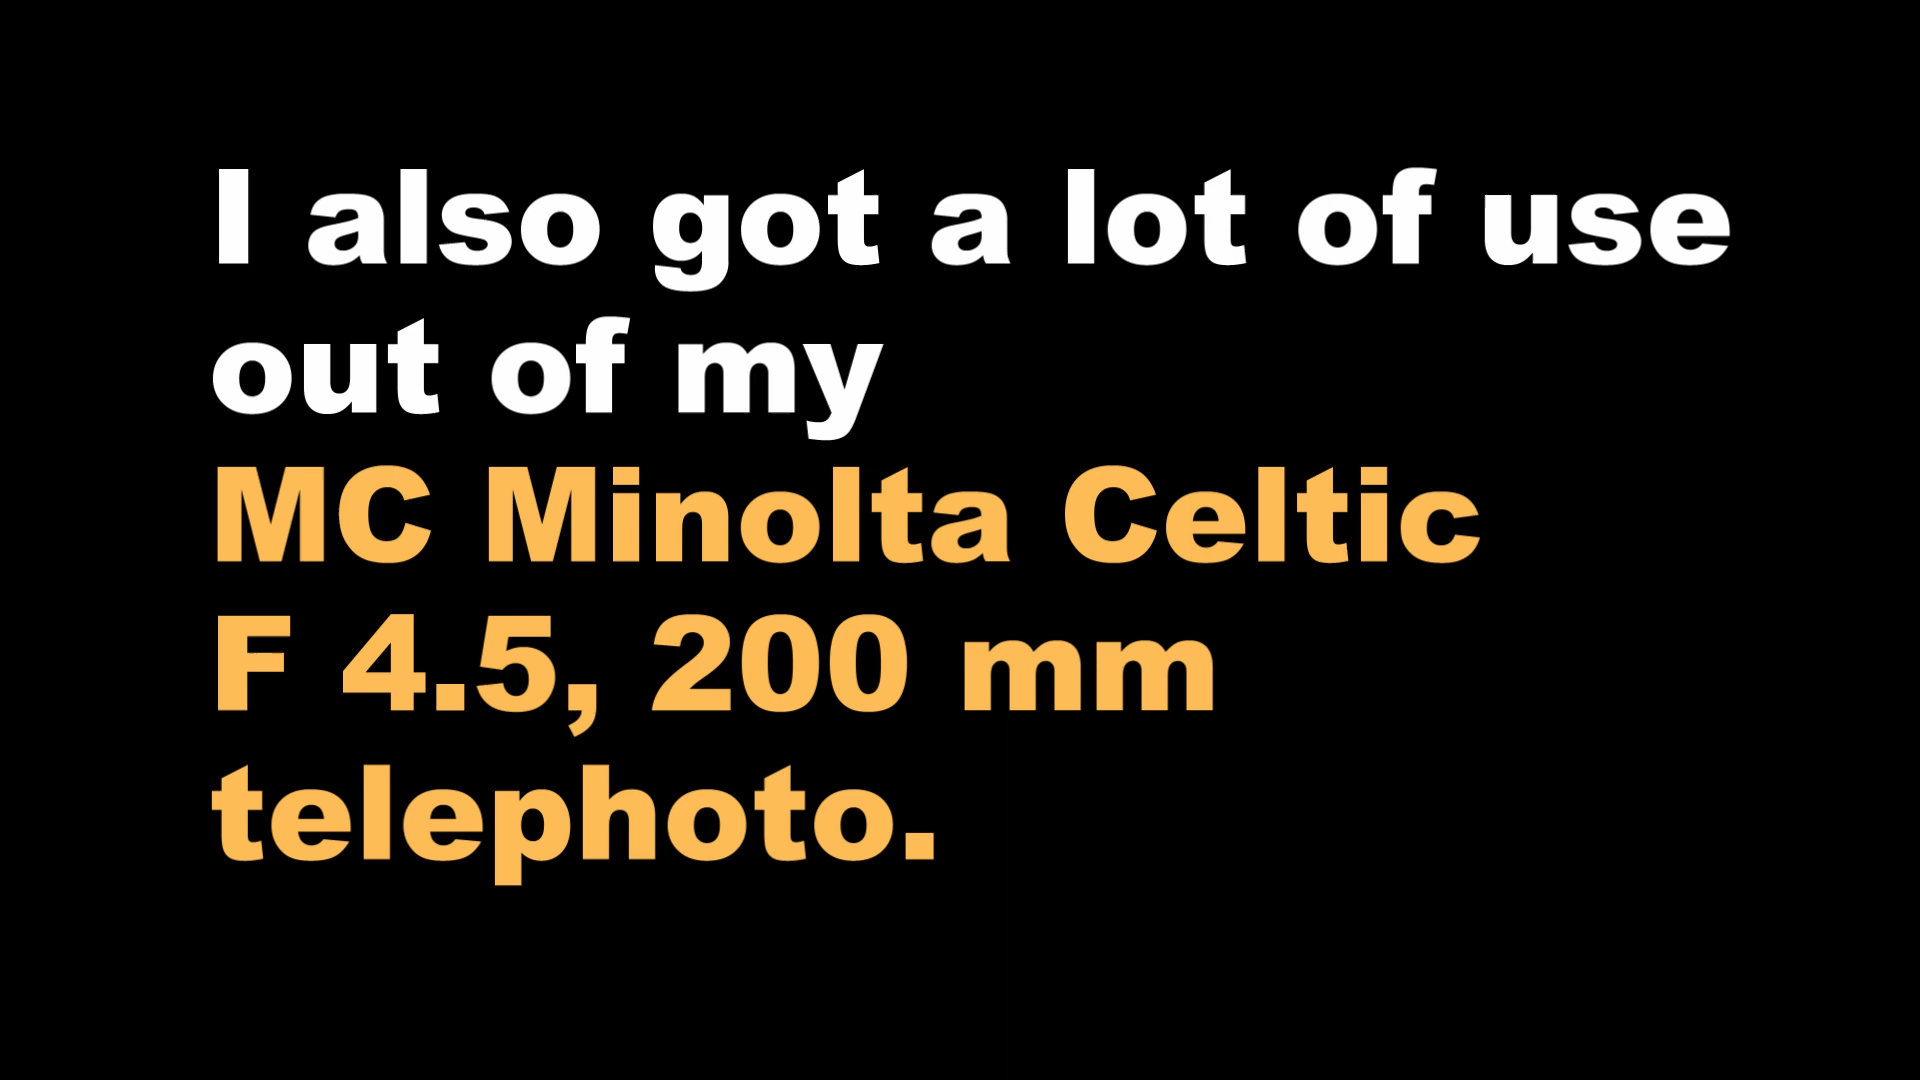 I also got a lot of use
out of my
MC Minolta Celtic
F 4.5, 200 mm
telephoto.